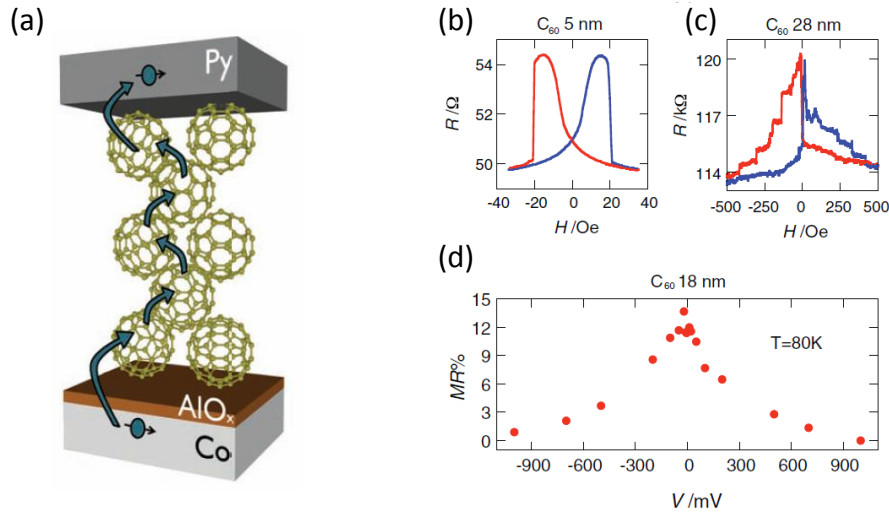 (a)
Py
AlOx
Co
(b)
C60 5 nm
R /Ω
54
52
50
-20 0 20 40
H /Oe
(c)
C60 28 nm
R /kΩ
120
117
114
-500 -250 0 250 500
H /Oe
(d)
C60 18 nm
MR%
15
12
9
6
3
0
T=80K
-900 -600 -300 0 300 600 900
V /mV